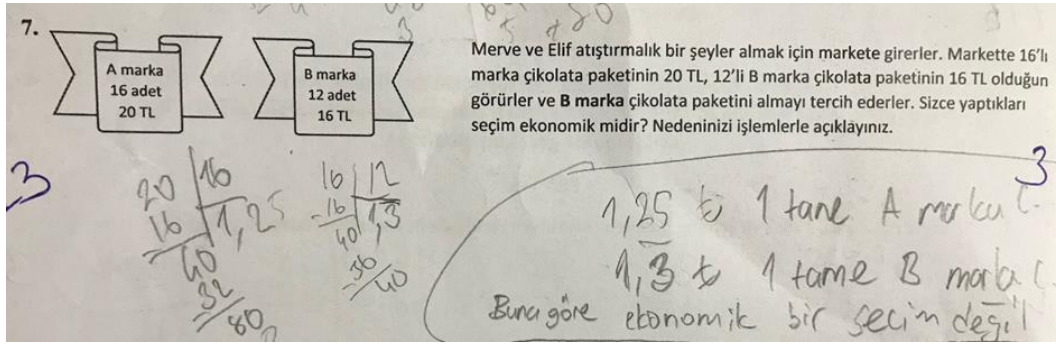 7.
A marka
16 adet
20 TL
B marka
12 adet
16 TL
Merve ve Elif atıştırmalık bir şeyler almak için markete girerler. Markette 16'lı
marka çikolata paketinin 20 TL, 12'li B marka çikolata paketinin 16 TL olduğun
görürler ve B marka çikolata paketini almayı tercih ederler. Sizce yaptıkları
seçim ekonomik midir? Nedeninizi işlemlerle açıklayınız.
3
3
20 16
16 1,25
40
32
80
16 12
-16 1,3
40
-36
40
1,25 ₺ 1 tane A marka Ç.
1,3 ₺ 1 tame B marka Ç
Buna göre ekonomik bir seçim değil